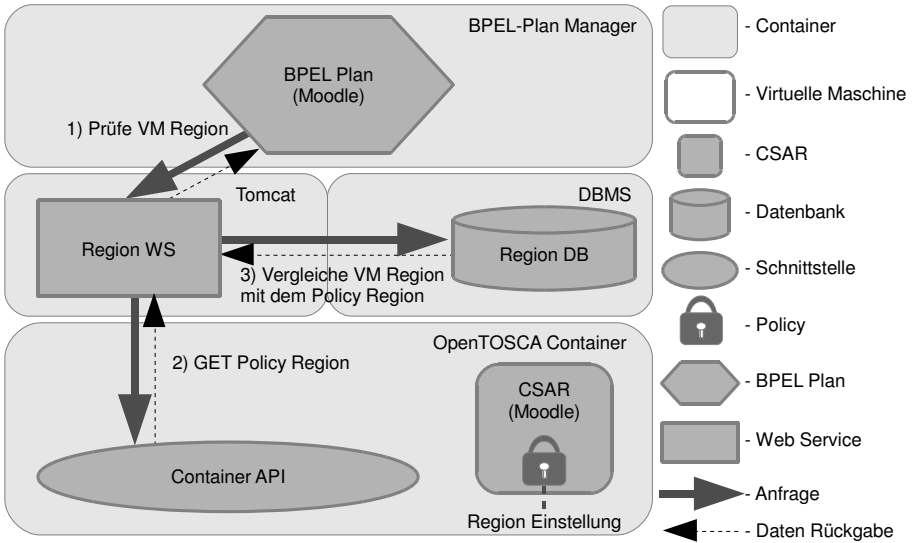 BPEL-Plan Manager
BPEL Plan
(Moodle)
1) Prüfe VM Region
Tomcat
DBMS
Region WS
Region DB
3) Vergleiche VM Region
mit dem Policy Region
OpenTOSCA Container
2) GET Policy Region
CSAR
(Moodle)
Container API
Region Einstellung
- Container
- Virtuelle Maschine
- CSAR
- Datenbank
- Schnittstelle
- Policy
- BPEL Plan
- Web Service
- Anfrage
- Daten Rückgabe